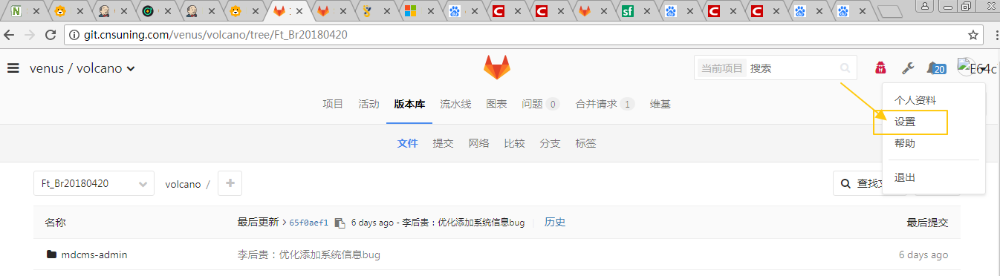 git.cnsuning.com/venus/volcano/tree/Ft_Br20180420
venus / volcano
当前项目 搜索
20
E64c
项目 活动 版本库 流水线 图表 问题 0 合并请求 1 维基
个人资料
设置
帮助
退出
文件 提交 网络 比较 分支 标签
Ft_Br20180420
volcano /
+
查找
名称
最后更新 > 65f0aef1 6 days ago - 李后贵：优化添加系统信息bug
历史
最后提交
mdcms-admin
李后贵：优化添加系统信息bug
6 days ago